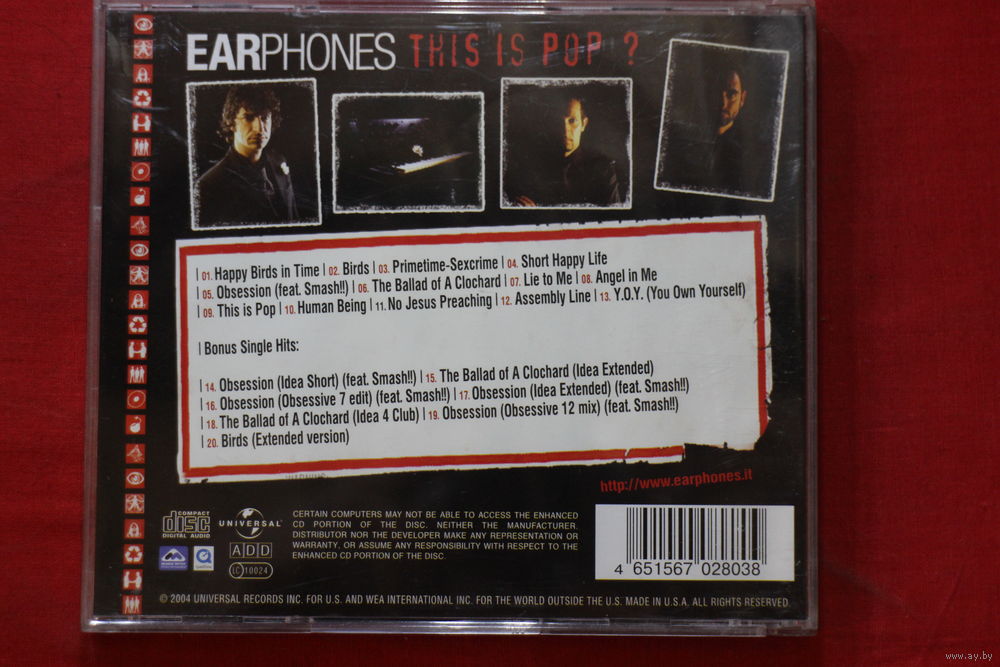 EARPHONES THIS IS POP ?
| 01. Happy Birds in Time | 02. Birds | 03. Primetime-Sexcrime | 04. Short Happy Life
| 05. Obsession (feat. Smash!!) | 06. The Ballad of A Clochard | 07. Lie to Me | 08. Angel in Me
| 09. This is Pop | 10. Human Being | 11. No Jesus Preaching | 12. Assembly Line | 13. Y.O.Y. (You Own Yourself)
| Bonus Single Hits:
| 14. Obsession (Idea Short) (feat. Smash!!) | 15. The Ballad of A Clochard (Idea Extended)
| 16. Obsession (Obsessive 7 edit) (feat. Smash!!) | 17. Obsession (Idea Extended) (feat. Smash!!)
| 18. The Ballad of A Clochard (Idea 4 Club) | 19. Obsession (Obsessive 12 mix) (feat. Smash!!)
| 20. Birds (Extended version)
http://www.earphones.it
COMPACT
disc
DIGITAL AUDIO
UNIVERSAL
ADD
LC 10024
CERTAIN COMPUTERS MAY NOT BE ABLE TO ACCESS THE ENHANCED
CD PORTION OF THE DISC. NEITHER THE MANUFACTURER,
DISTRIBUTOR NOR THE DEVELOPER MAKE ANY REPRESENTATION OR
WARRANTY, OR ASSUME ANY RESPONSIBILITY WITH RESPECT TO THE
ENHANCED CD PORTION OF THE DISC.
4 651567 028038
© 2004 UNIVERSAL RECORDS INC. FOR U.S. AND WEA INTERNATIONAL INC. FOR THE WORLD OUTSIDE THE U.S. MADE IN U.S.A. ALL RIGHTS RESERVED.
www.ay.by